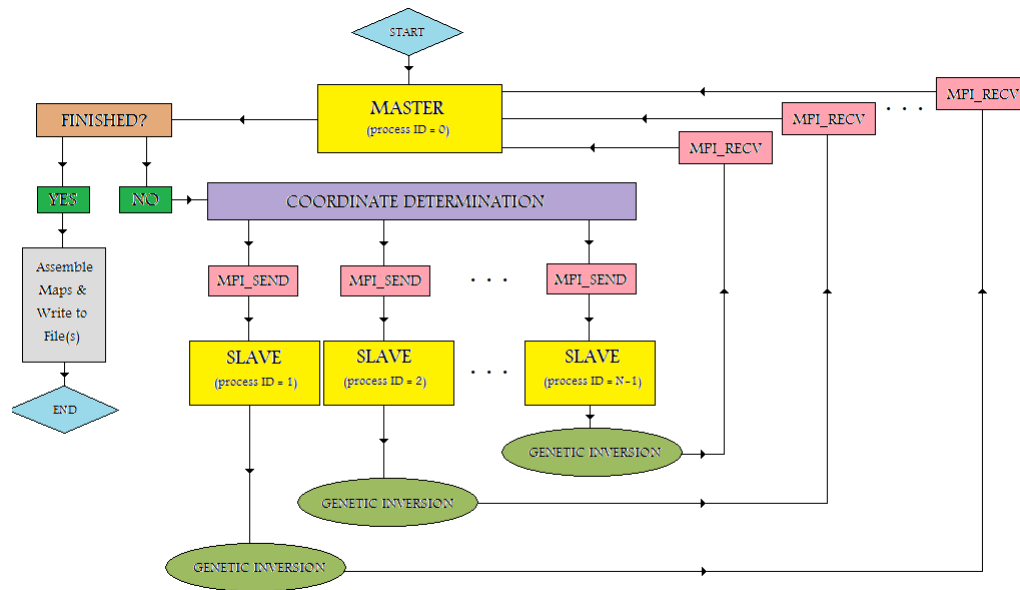 START
MPI_RECV
MASTER
(process ID = 0)
MPI_RECV
. . .
FINISHED?
MPI_RECV
YES
NO
COORDINATE DETERMINATION
Assemble
Maps &
Write to
File(s)
MPI_SEND
MPI_SEND
. . .
MPI_SEND
SLAVE
(process ID = 1)
SLAVE
(process ID = 2)
. . .
SLAVE
(process ID = N-1)
END
GENETIC INVERSION
GENETIC INVERSION
GENETIC INVERSION